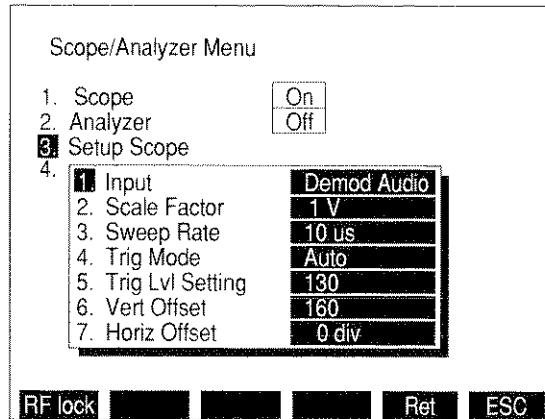 Scope/Analyzer Menu
1. Scope On
2. Analyzer Off
3. Setup Scope
4.
1. Input Demod Audio
2. Scale Factor 1 V
3. Sweep Rate 10 us
4. Trig Mode Auto
5. Trig Lvl Setting 130
6. Vert Offset 160
7. Horiz Offset 0 div
RF lock Ret ESC